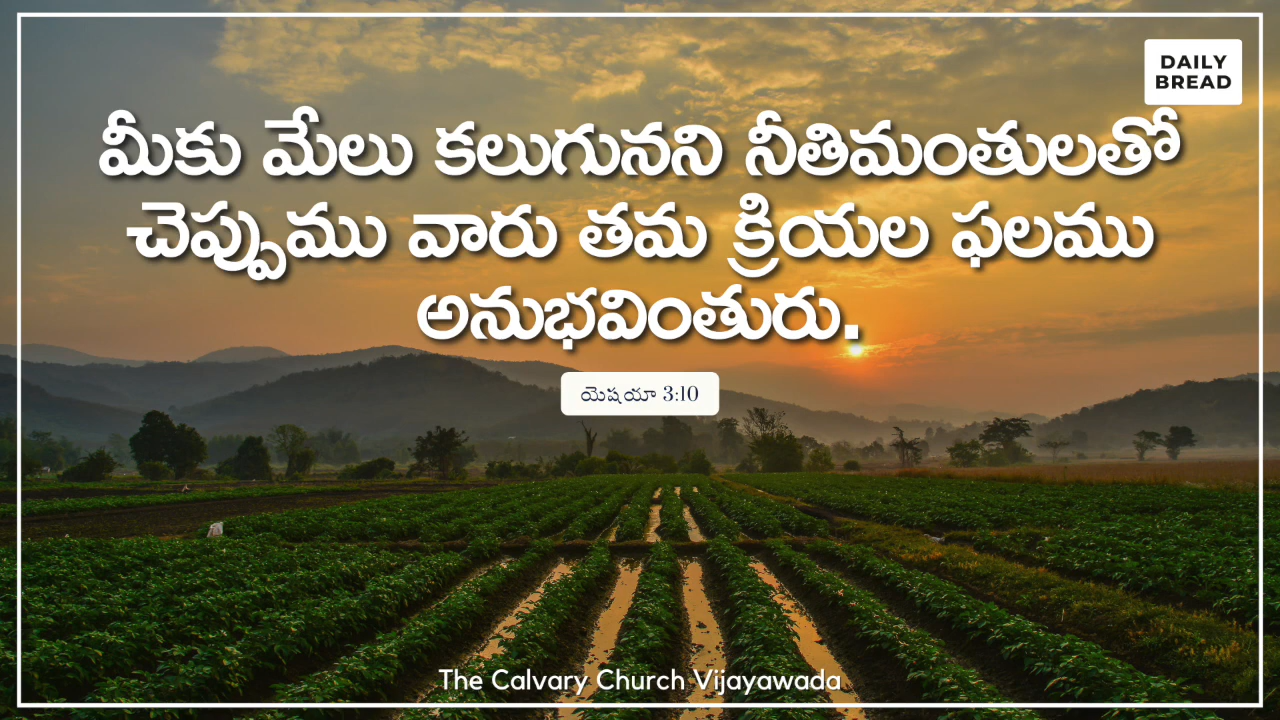 DAILY
BREAD
మీకు మేలు కలుగునని నీతిమంతులతో
చెప్పుము వారు తమ క్రియల ఫలము
అనుభవింతురు.
యెషయా 3:10
The Calvary Church Vijayawada